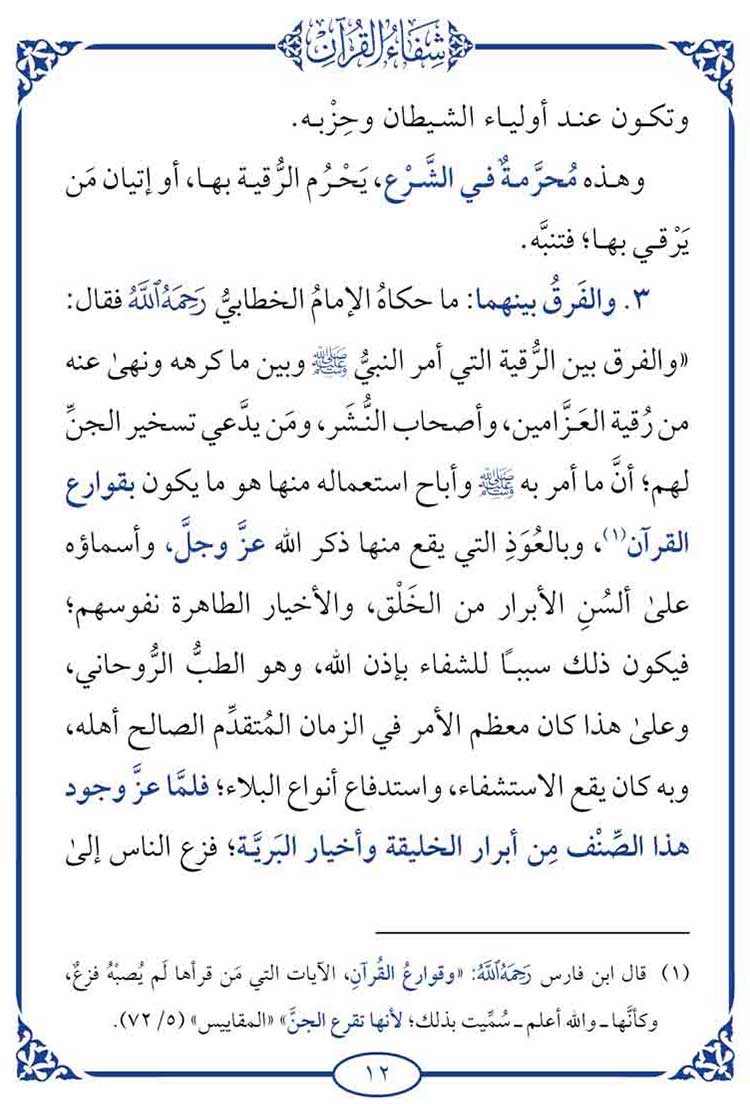 شِفَاءُ القُرْآنِ
وتكون عند أولياء الشيطان وحِزْبه.
وهذه مُحرَّمةٌ في الشَّرْع، يَحْرُم الرُّقية بها، أو إتيان مَن
يَرْقي بها؛ فتنبَّه.
٣. والفَرقُ بينهما: ما حكاهُ الإمامُ الخطابيُّ رَحِمَهُ ٱللَّهُ فقال:
«والفرق بين الرُّقية التي أمر النبيُّ ﷺ وبين ما كرهه ونهىٰ عنه
من رُقية العَزَّامين، وأصحاب النُّشَر، ومَن يدَّعي تسخير الجنِّ
لهم؛ أنَّ ما أمر به ﷺ وأباح استعماله منها هو ما يكون بقوارع
القرآن(١)، وبالعُوَذِ التي يقع منها ذكر الله عزَّ وجلَّ، وأسماؤه
علىٰ ألسُنِ الأبرار من الخَلْق، والأخيار الطاهرة نفوسهم؛
فيكون ذلك سببـًا للشفاء بإذن الله، وهو الطبُّ الرُّوحاني،
وعلىٰ هذا كان معظم الأمر في الزمان المُتقدِّم الصالح أهله،
وبه كان يقع الاستشفاء، واستدفاع أنواع البلاء؛ فلمَّا عزَّ وجود
هذا الصِّنْف مِن أبرار الخليقة وأخيار البَريَّة؛ فزع الناس إلىٰ
(١) قال ابن فارس رَحِمَهُ ٱللَّهُ: «وقوارعُ القُرآنِ، الآيات التي مَن قرأها لَم يُصبْهُ فزعٌ،
وكأنَّها ـ والله أعلم ـ سُمِّيت بذلك؛ لأنها تقرع الجنَّ» «المقاييس» (٥/ ٧٢).
١٢